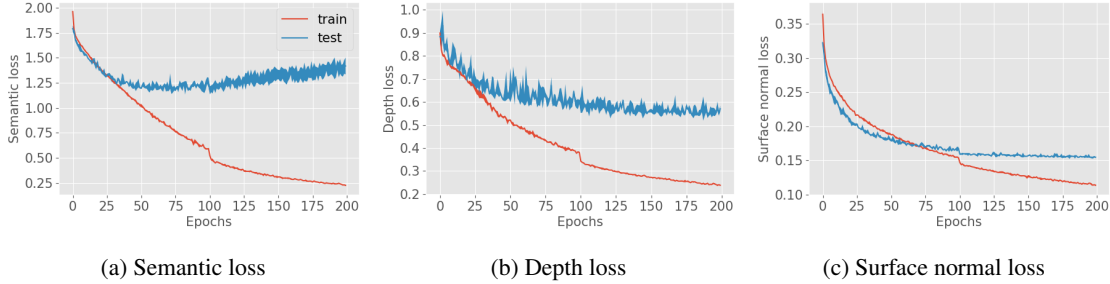 2.00
1.75
1.50
1.25
1.00
0.75
0.50
0.25
Semantic loss
train
test
0 25 50 75 100 125 150 175 200
Epochs
(a) Semantic loss
1.0
0.9
0.8
0.7
0.6
0.5
0.4
0.3
0.2
Depth loss
0 25 50 75 100 125 150 175 200
Epochs
(b) Depth loss
0.35
0.30
0.25
0.20
0.15
0.10
Surface normal loss
0 25 50 75 100 125 150 175 200
Epochs
(c) Surface normal loss